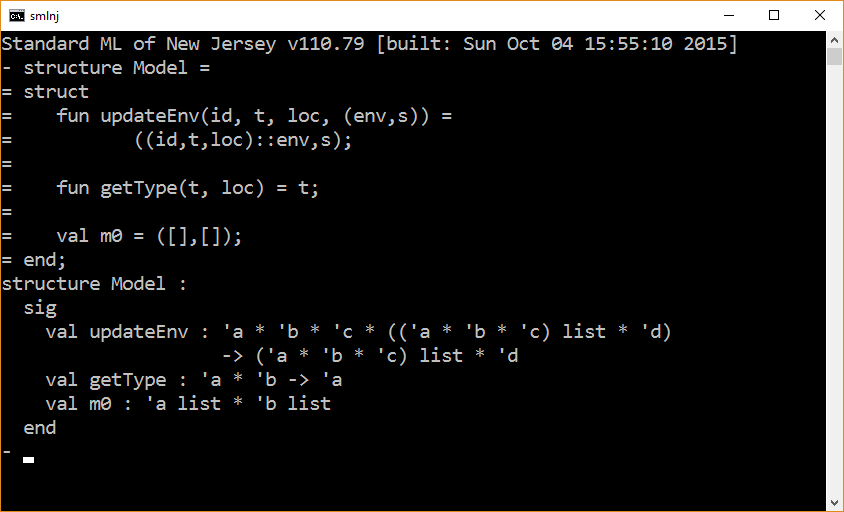 smlnj
Standard ML of New Jersey v110.79 [built: Sun Oct 04 15:55:10 2015]
- structure Model =
= struct
=    fun updateEnv(id, t, loc, (env,s)) =
=           ((id,t,loc)::env,s);
=
=    fun getType(t, loc) = t;
=
=    val m0 = ([],[]);
= end;
structure Model :
  sig
    val updateEnv : 'a * 'b * 'c * (('a * 'b * 'c) list * 'd)
                    -> ('a * 'b * 'c) list * 'd
    val getType : 'a * 'b -> 'a
    val m0 : 'a list * 'b list
  end
-